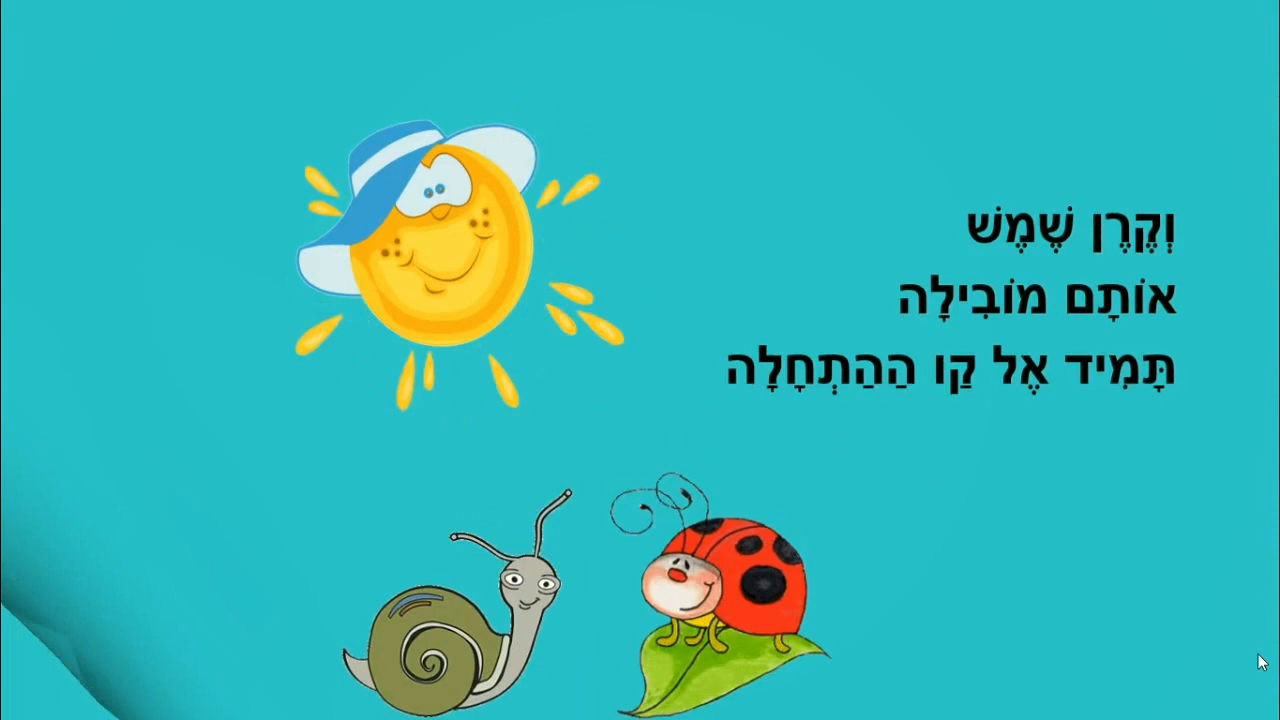 וְקֶרֶן שֶׁמֶשׁ
אוֹתָם מוֹבִילָה
תָּמִיד אֶל קַו הַהַתְחָלָה